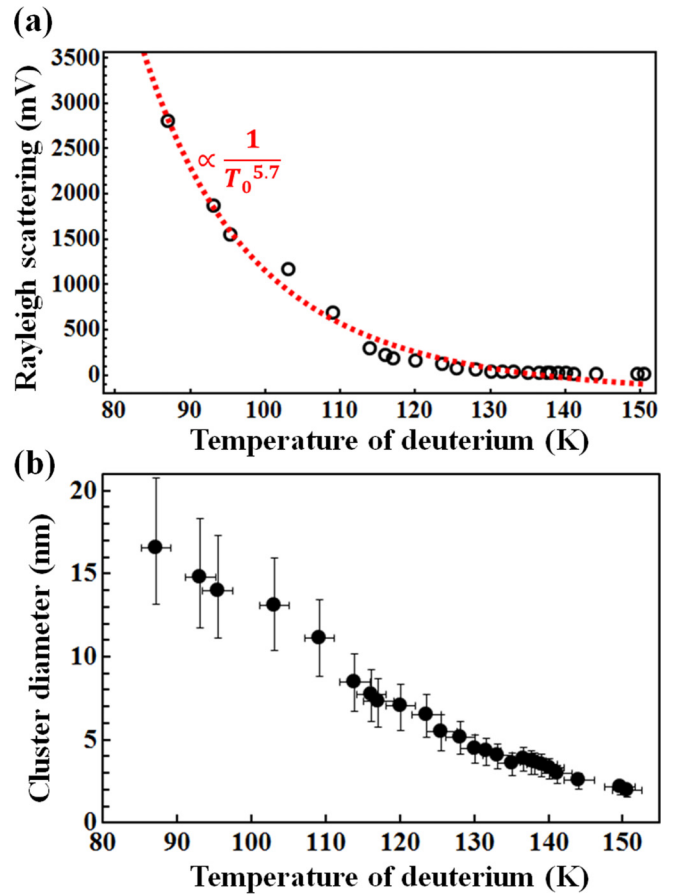 (a)
Rayleigh scattering (mV)
3500
3000
2500
2000
1500
1000
500
0
∝ 1
T₀^5.7
80 90 100 110 120 130 140 150
Temperature of deuterium (K)
(b)
Cluster diameter (nm)
20
15
10
5
0
80 90 100 110 120 130 140 150
Temperature of deuterium (K)